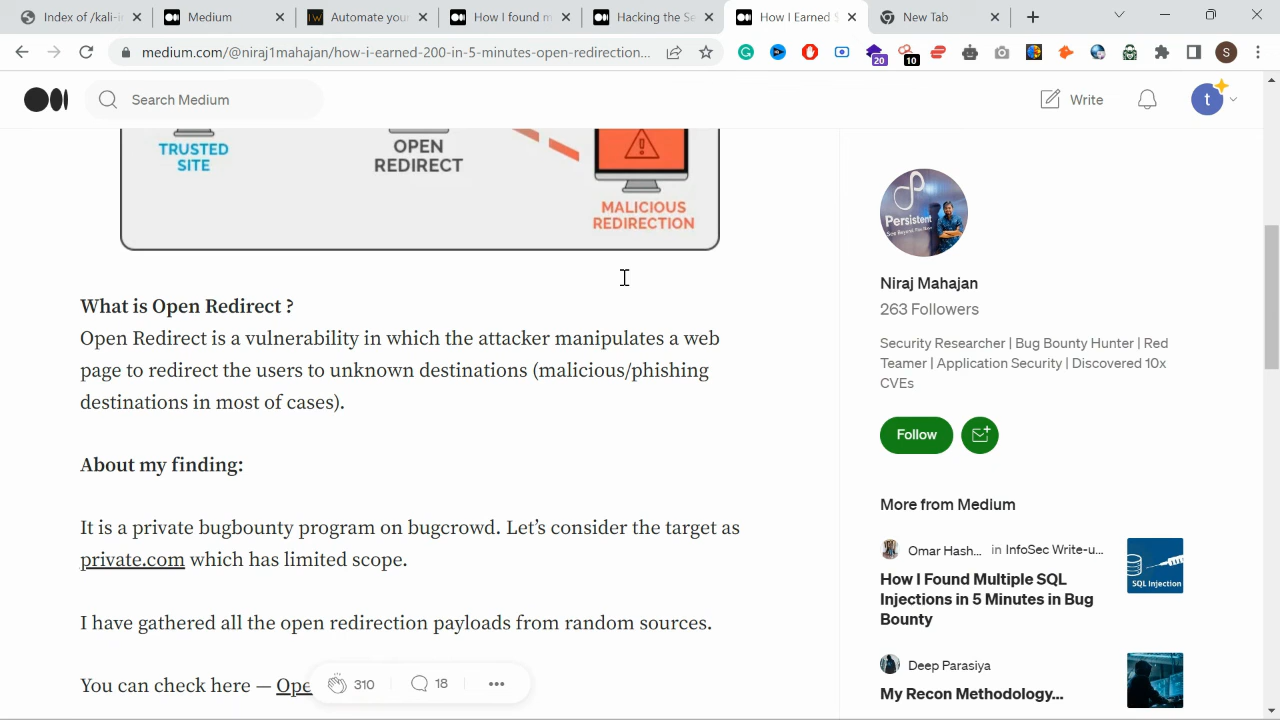 Index of /kali-i
Medium
Automate you
How I found m
Hacking the Se
How I Earned $
New Tab
medium.com/@niraj1mahajan/how-i-earned-200-in-5-minutes-open-redirection...
20
10
S
Search Medium
Write
t
TRUSTED
SITE
OPEN
REDIRECT
MALICIOUS
REDIRECTION
What is Open Redirect ?
Open Redirect is a vulnerability in which the attacker manipulates a web
page to redirect the users to unknown destinations (malicious/phishing
destinations in most of cases).
About my finding:
It is a private bugbounty program on bugcrowd. Let’s consider the target as
private.com which has limited scope.
I have gathered all the open redirection payloads from random sources.
You can check here — Ope
310
18
Persistent
Niraj Mahajan
263 Followers
Security Researcher | Bug Bounty Hunter | Red
Teamer | Application Security | Discovered 10x
CVEs
Follow
More from Medium
Omar Hash... in InfoSec Write-u...
How I Found Multiple SQL
Injections in 5 Minutes in Bug
Bounty
SQL Injection
Deep Parasiya
My Recon Methodology...